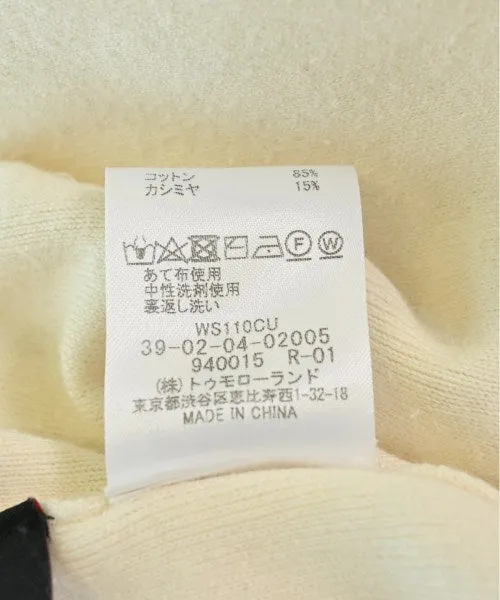 コットン 85%
カシミヤ 15%
F W
あて布使用
中性洗剤使用
裏返し洗い
WS110CU
39-02-04-02005
940015 R-01
(株)トゥモローランド
東京都渋谷区恵比寿西1-32-18
MADE IN CHINA